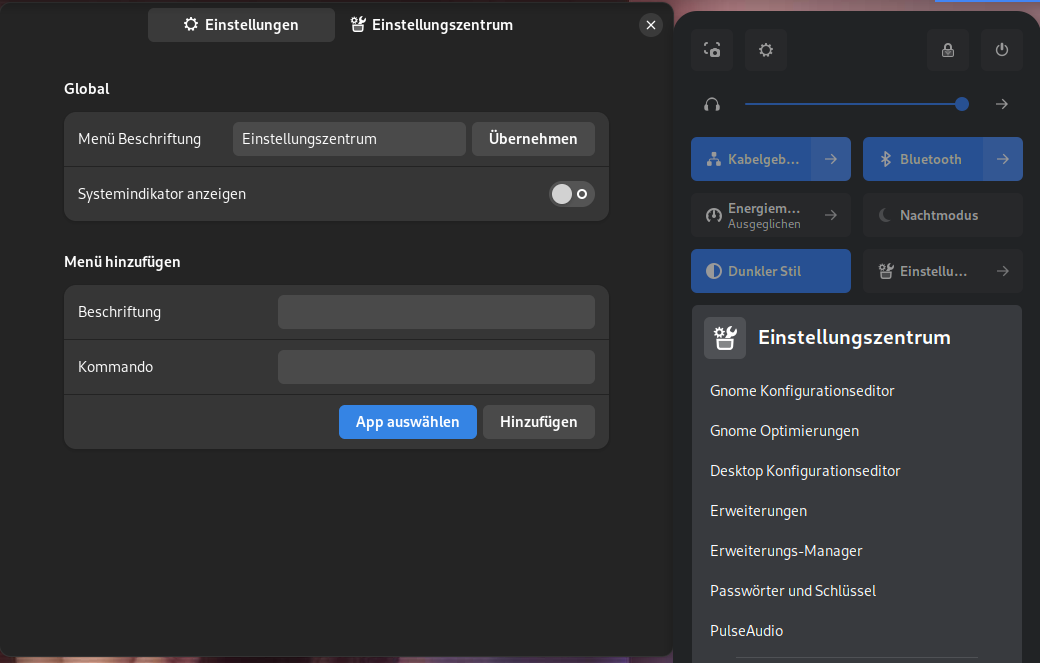 Einstellungen
Einstellungszentrum
Global
Menü Beschriftung
Einstellungszentrum
Übernehmen
Systemindikator anzeigen
Menü hinzufügen
Beschriftung
Kommando
App auswählen
Hinzufügen
Kabelgeb...
Bluetooth
Energiem...
Ausgeglichen
Nachtmodus
Dunkler Stil
Einstellu...
Einstellungszentrum
Gnome Konfigurationseditor
Gnome Optimierungen
Desktop Konfigurationseditor
Erweiterungen
Erweiterungs-Manager
Passwörter und Schlüssel
PulseAudio